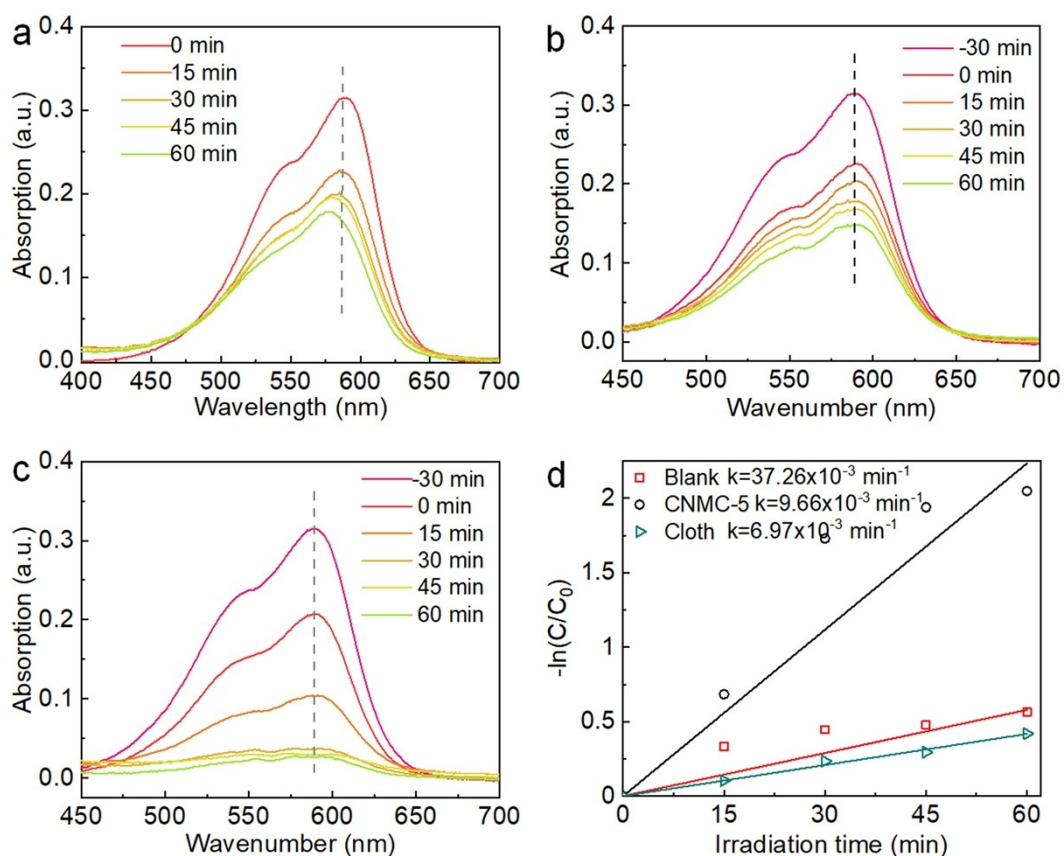 a
0.4
0.3
0.2
0.1
0.0
Absorption (a.u.)
0 min
15 min
30 min
45 min
60 min
400 450 500 550 600 650 700
Wavelength (nm)
b
0.4
0.3
0.2
0.1
0.0
Absorption (a.u.)
-30 min
0 min
15 min
30 min
45 min
60 min
450 500 550 600 650 700
Wavenumber (nm)
c
0.4
0.3
0.2
0.1
0.0
Absorption (a.u.)
-30 min
0 min
15 min
30 min
45 min
60 min
450 500 550 600 650 700
Wavenumber (nm)
d
2
1.5
1
0.5
0
-ln(C/C₀)
Blank k=37.26x10⁻³ min⁻¹
CNMC-5 k=9.66x10⁻³ min⁻¹
Cloth k=6.97x10⁻³ min⁻¹
0 15 30 45 60
Irradiation time (min)